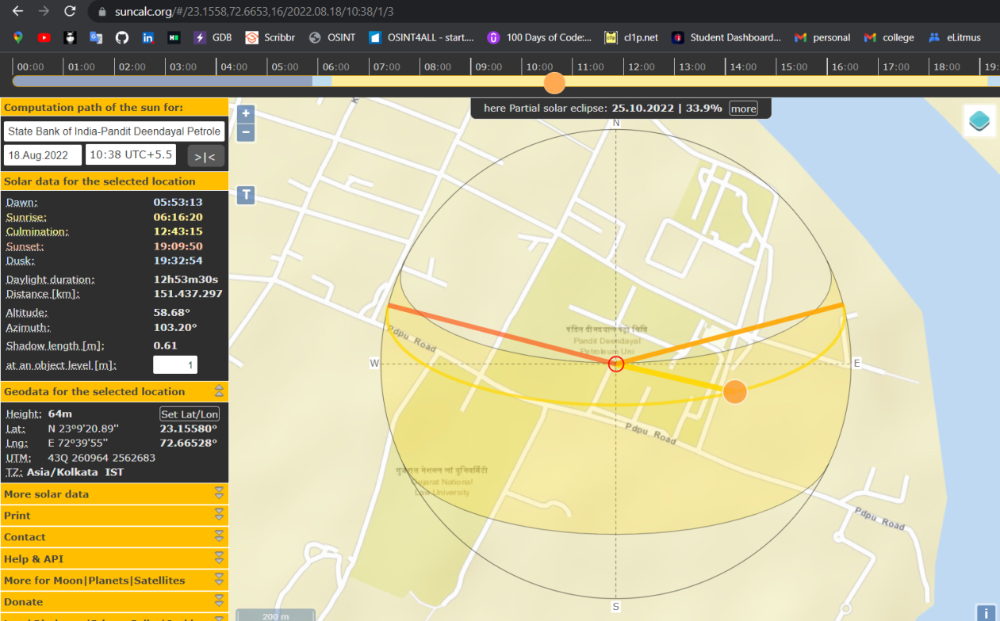 suncalc.org/#/23.1558,72.6653,16/2022.08.18/10:38/1/3
GDB
Scribbr
OSINT
OSINT4ALL - start....
100 Days of Code:...
cl1p.net
Student Dashboard...
personal
college
eLitmus
00:00 01:00 02:00 03:00 04:00 05:00 06:00 07:00 08:00 09:00 10:00 11:00 12:00 13:00 14:00 15:00 16:00 17:00 18:00 19:
Computation path of the sun for:
State Bank of India-Pandit Deendayal Petrole
18.Aug.2022 10:38 UTC+5.5 >|<
Solar data for the selected location
Dawn: 05:53:13
Sunrise: 06:16:20
Culmination: 12:43:15
Sunset: 19:09:50
Dusk: 19:32:54
Daylight duration: 12h53m30s
Distance [km]: 151.437.297
Altitude: 58.68°
Azimuth: 103.20°
Shadow length [m]: 0.61
at an object level [m]: 1
Geodata for the selected location
Height: 64m Set Lat/Lon
Lat: N 23°9'20.89'' 23.15580°
Lng: E 72°39'55'' 72.66528°
UTM: 43Q 260964 2562683
TZ: Asia/Kolkata IST
More solar data
Print
Contact
Help & API
More for Moon|Planets|Satellites
Donate
+
−
T
here Partial solar eclipse: 25.10.2022 | 33.9% more
N
W
E
S
Pdpu Road
Pandit Deendayal
Petroleum Uni
Pdpu Road
Gujarat National
Law University
Pdpu Road
200 m
i